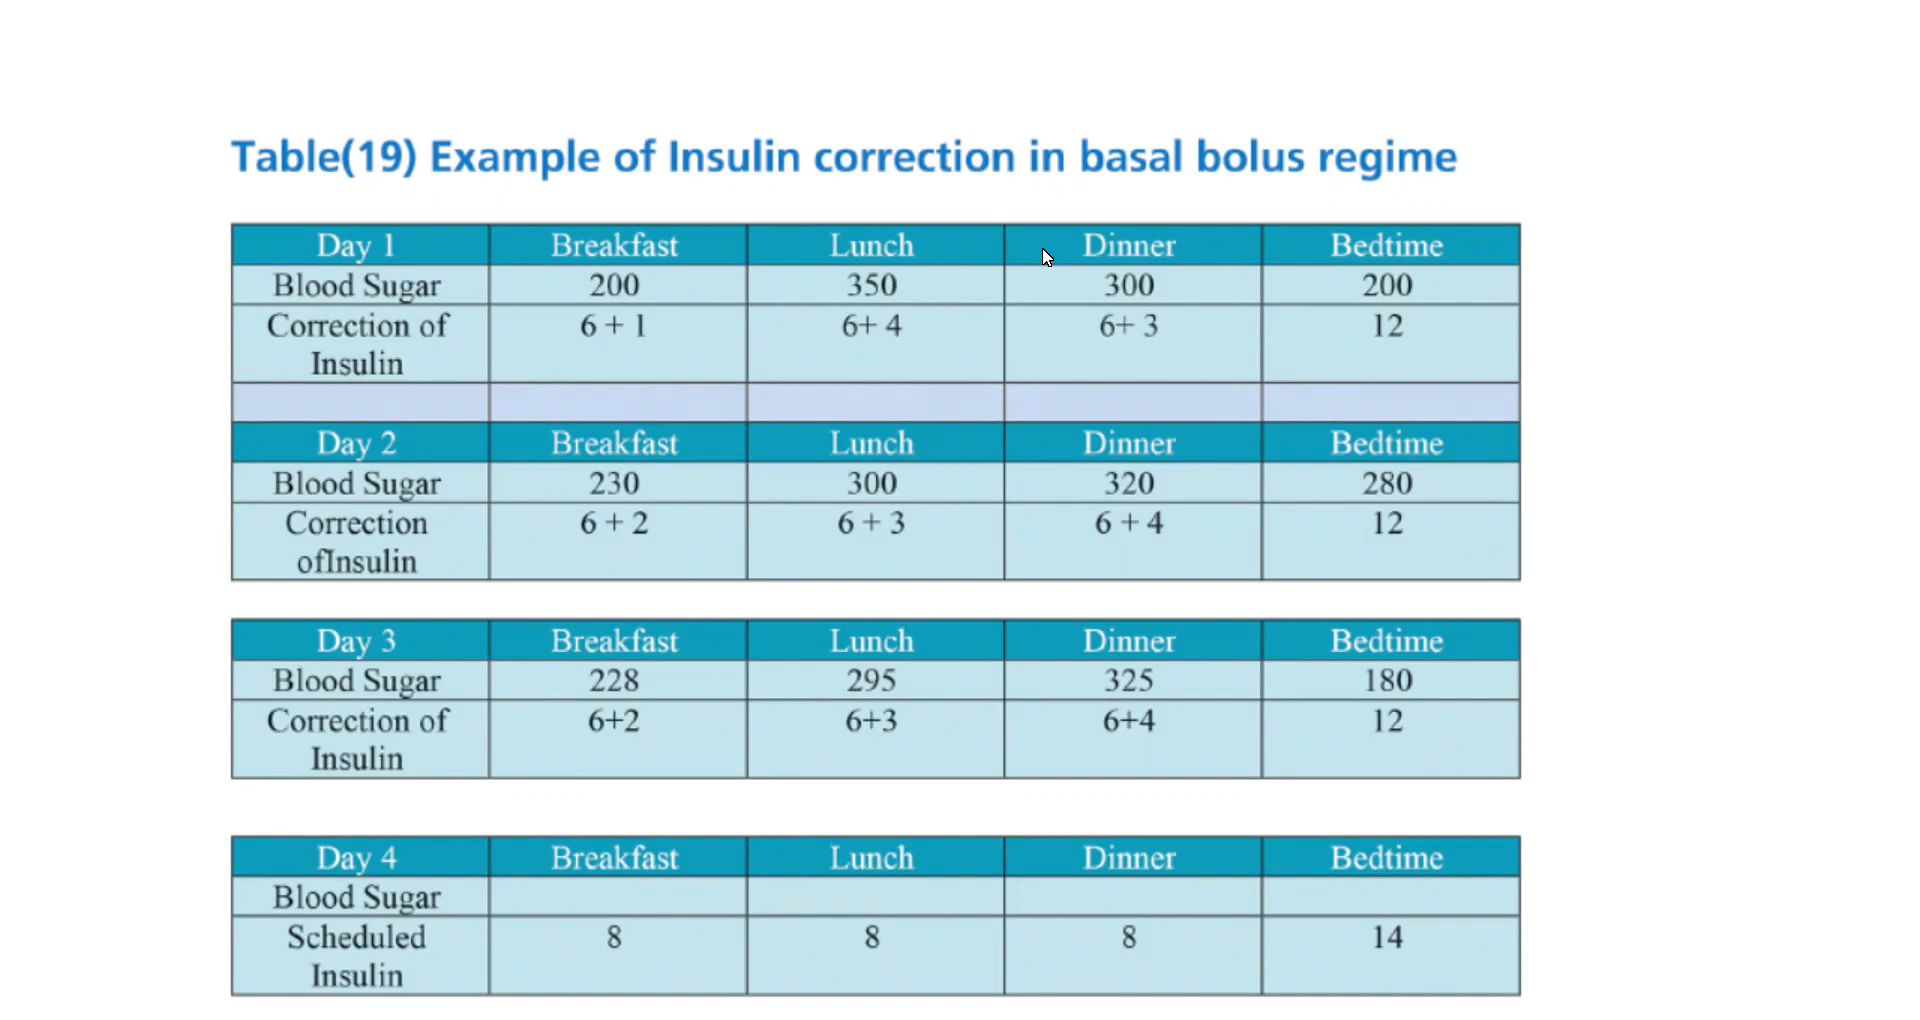 Table(19) Example of Insulin correction in basal bolus regime
Day 1 Breakfast Lunch Dinner Bedtime
Blood Sugar 200 350 300 200
Correction of 6 + 1 6+ 4 6+ 3 12
Insulin
Day 2 Breakfast Lunch Dinner Bedtime
Blood Sugar 230 300 320 280
Correction 6 + 2 6 + 3 6 + 4 12
ofInsulin
Day 3 Breakfast Lunch Dinner Bedtime
Blood Sugar 228 295 325 180
Correction of 6+2 6+3 6+4 12
Insulin
Day 4 Breakfast Lunch Dinner Bedtime
Blood Sugar
Scheduled 8 8 8 14
Insulin